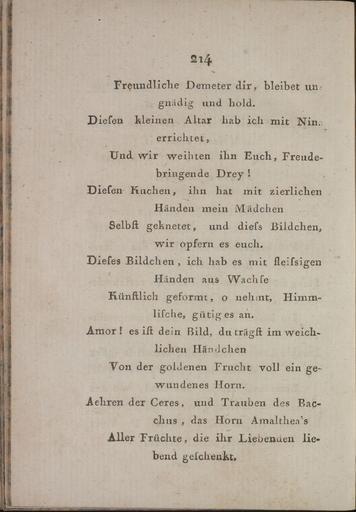 214
Freundliche Demeter dir, bleibet un-
gnädig und hold.
Dieſen kleinen Altar hab ich mit Nin.
errichtet,
Und wir weihten ihn Euch, Freude-
bringende Drey!
Dieſen Kuchen, ihn hat mit zierlichen
Händen mein Mädchen
Selbſt geknetet, und dieſs Bildchen,
wir opfern es euch.
Dieſes Bildchen, ich hab es mit fleiſsigen
Händen aus Wachſe
Künſtlich geformt, o nehmt, Himm-
liſche, gütig es an.
Amor! es iſt dein Bild, du trägſt im weich-
lichen Händchen
Von der goldenen Frucht voll ein ge-
wundenes Horn.
Aehren der Ceres, und Trauben des Bac-
chus, das Horn Amalthea's
Aller Früchte, die ihr Liebenden lie-
bend geſchenkt.